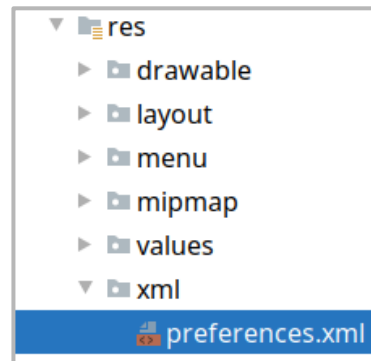 res
drawable
layout
menu
mipmap
values
xml
preferences.xml